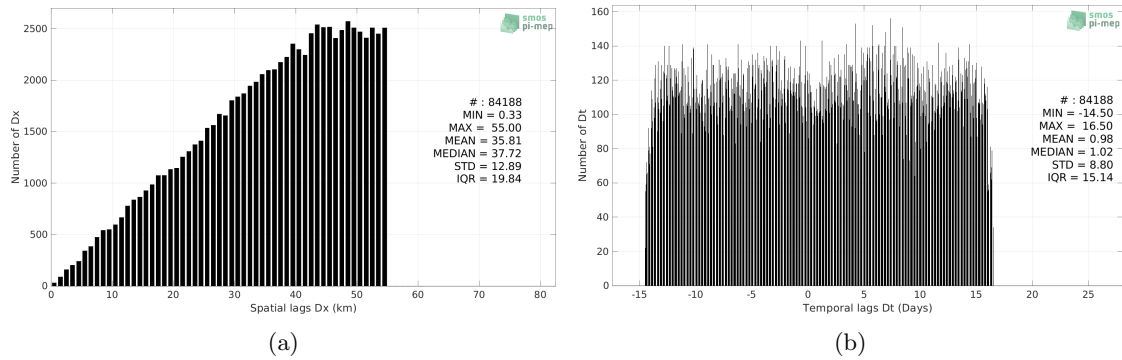 smos
pi-mep
2500
2000
1500
1000
500
0
Number of Dx
# : 84188
MIN = 0.33
MAX = 55.00
MEAN = 35.81
MEDIAN = 37.72
STD = 12.89
IQR = 19.84
0 10 20 30 40 50 60 70 80
Spatial lags Dx (km)
(a)
smos
pi-mep
160
140
120
100
80
60
40
20
0
Number of Dt
# : 84188
MIN = -14.50
MAX = 16.50
MEAN = 0.98
MEDIAN = 1.02
STD = 8.80
IQR = 15.14
-15 -10 -5 0 5 10 15 20 25
Temporal lags Dt (Days)
(b)